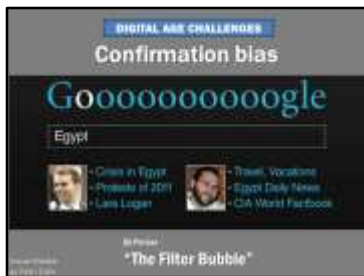 DIGITAL AGE CHALLENGES
Confirmation bias
Goooooooooogle
Egypt
• Crisis in Egypt
• Protests of 2011
• Lara Logan
• Travel, Vacations
• Egypt Daily News
• CIA World Factbook
Eli Pariser
"The Filter Bubble"